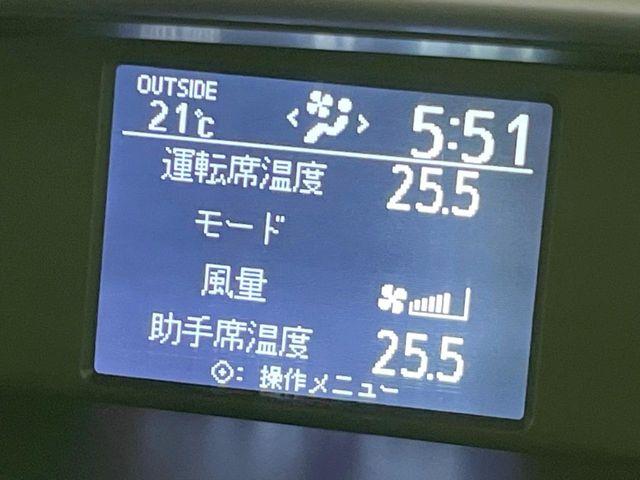 OUTSIDE
21℃
5:51
運転席温度 25.5
モード
風量
助手席温度 25.5
: 操作メニュー